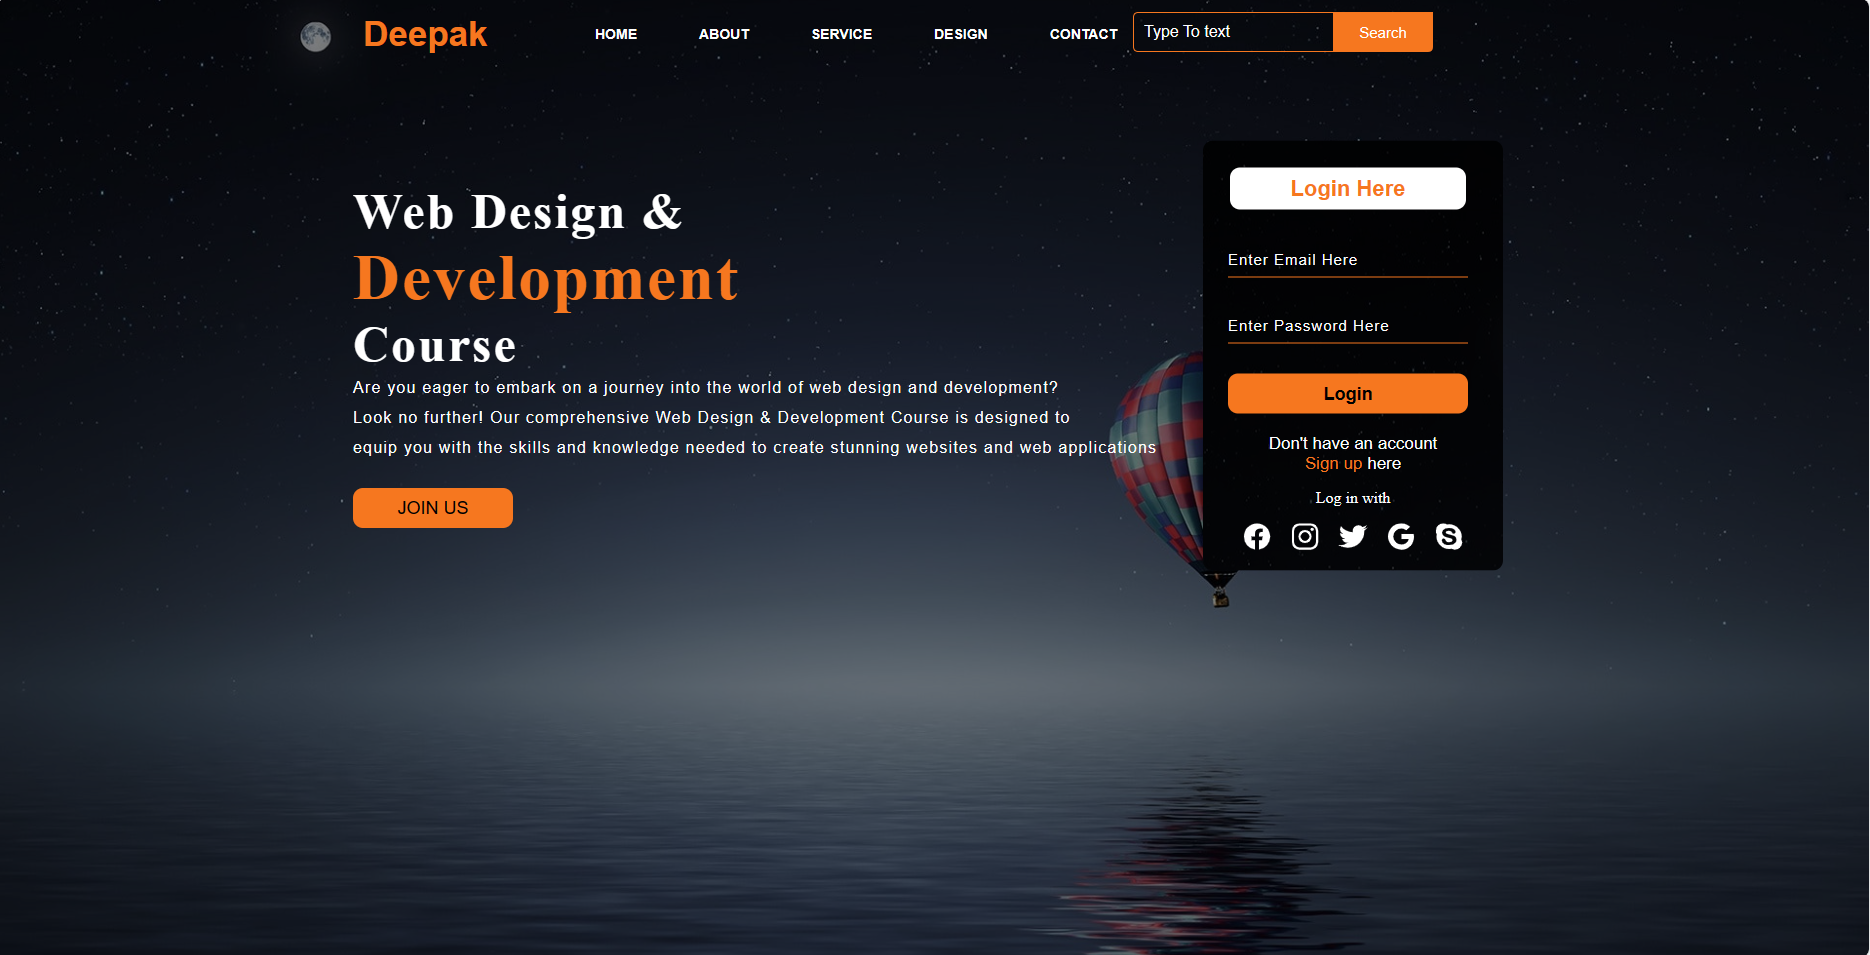 Deepak
HOME ABOUT SERVICE DESIGN CONTACT
Type To text
Search
Web Design &
Development
Course
Are you eager to embark on a journey into the world of web design and development?
Look no further! Our comprehensive Web Design & Development Course is designed to
equip you with the skills and knowledge needed to create stunning websites and web applications
JOIN US
Login Here
Enter Email Here
Enter Password Here
Login
Don't have an account
Sign up here
Log in with